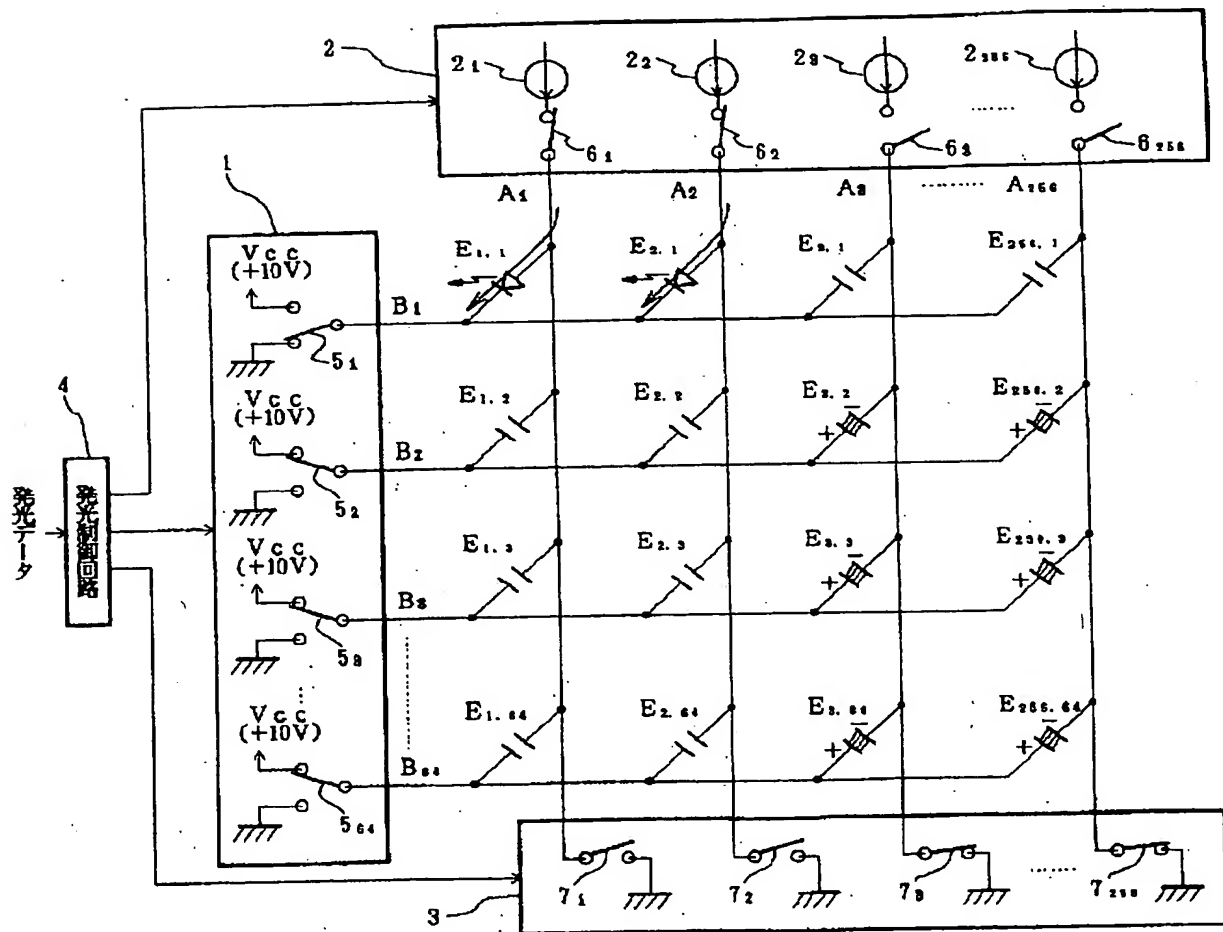 2
2₁
2₂
2₃
2₂₅₆
6₁
6₂
6₃
6₂₅₆
1
A₁
A₂
A₃
A₂₅₆
Vcc
(+10V)
5₁
B₁
E₁.₁
E₂.₁
E₃.₁
E₂₅₆.₁
4
発光データ
発光制御回路
Vcc
(+10V)
5₂
B₂
E₁.₂
E₂.₂
E₃.₂
E₂₅₆.₂
+ −
+ −
Vcc
(+10V)
5₃
B₃
E₁.₃
E₂.₃
E₃.₃
E₂₅₆.₃
+ −
+ −
Vcc
(+10V)
5₆₄
B₆₄
E₁.₆₄
E₂.₆₄
E₃.₆₄
E₂₅₆.₆₄
+ −
+ −
3
7₁
7₂
7₃
7₂₅₆